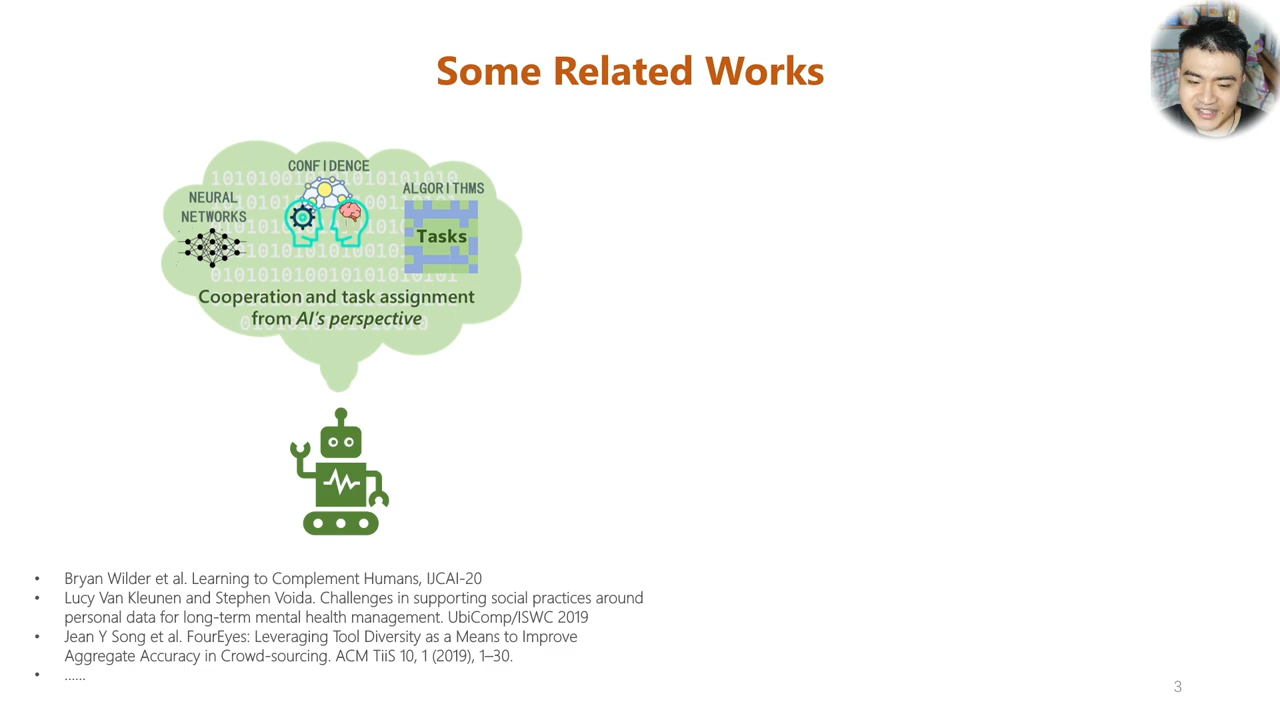 Some Related Works
CONFIDENCE
NEURAL
NETWORKS
ALGORITHMS
Tasks
Cooperation and task assignment
from AI's perspective
• Bryan Wilder et al. Learning to Complement Humans, IJCAI-20
• Lucy Van Kleunen and Stephen Voida. Challenges in supporting social practices around
personal data for long-term mental health management. UbiComp/ISWC 2019
• Jean Y Song et al. FourEyes: Leveraging Tool Diversity as a Means to Improve
Aggregate Accuracy in Crowd-sourcing. ACM TiiS 10, 1 (2019), 1–30.
• ......
3